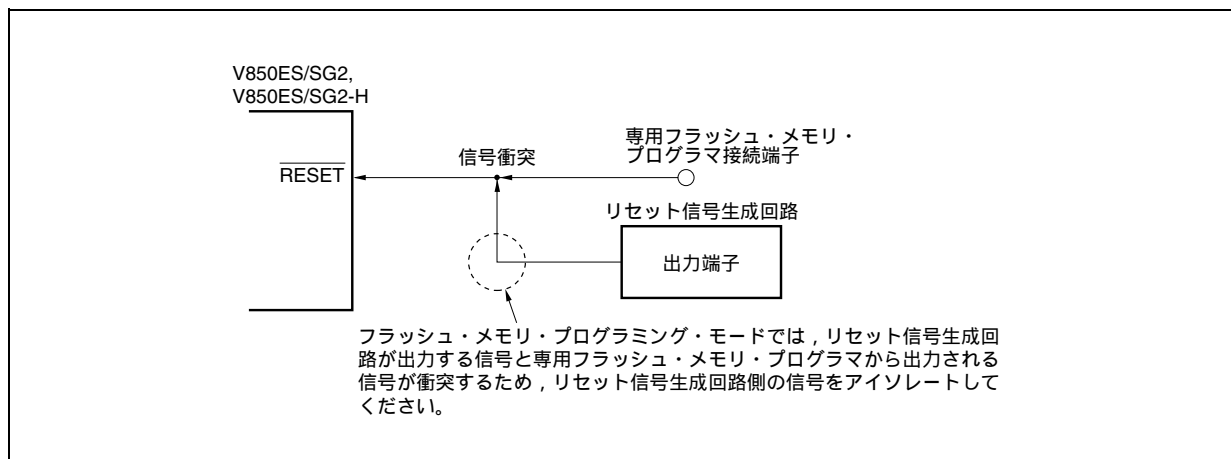 V850ES/SG2,
V850ES/SG2-H
RESET
信号衝突
専用フラッシュ・メモリ・
プログラマ接続端子
リセット信号生成回路
出力端子
フラッシュ・メモリ・プログラミング・モードでは，リセット信号生成回
路が出力する信号と専用フラッシュ・メモリ・プログラマから出力される
信号が衝突するため，リセット信号生成回路側の信号をアイソレートして
ください。